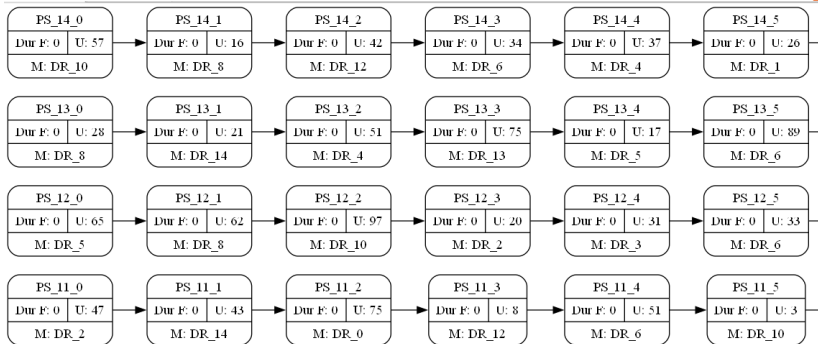 PS_14_0 PS_14_1 PS_14_2 PS_14_3 PS_14_4 PS_14_5
Dur F: 0 U: 57 Dur F: 0 U: 16 Dur F: 0 U: 42 Dur F: 0 U: 34 Dur F: 0 U: 37 Dur F: 0 U: 26
M: DR_10 M: DR_8 M: DR_12 M: DR_6 M: DR_4 M: DR_1
PS_13_0 PS_13_1 PS_13_2 PS_13_3 PS_13_4 PS_13_5
Dur F: 0 U: 28 Dur F: 0 U: 21 Dur F: 0 U: 51 Dur F: 0 U: 75 Dur F: 0 U: 17 Dur F: 0 U: 89
M: DR_8 M: DR_14 M: DR_4 M: DR_13 M: DR_5 M: DR_6
PS_12_0 PS_12_1 PS_12_2 PS_12_3 PS_12_4 PS_12_5
Dur F: 0 U: 65 Dur F: 0 U: 62 Dur F: 0 U: 97 Dur F: 0 U: 20 Dur F: 0 U: 31 Dur F: 0 U: 33
M: DR_5 M: DR_8 M: DR_10 M: DR_2 M: DR_3 M: DR_6
PS_11_0 PS_11_1 PS_11_2 PS_11_3 PS_11_4 PS_11_5
Dur F: 0 U: 47 Dur F: 0 U: 43 Dur F: 0 U: 75 Dur F: 0 U: 8 Dur F: 0 U: 51 Dur F: 0 U: 3
M: DR_2 M: DR_14 M: DR_0 M: DR_12 M: DR_6 M: DR_10